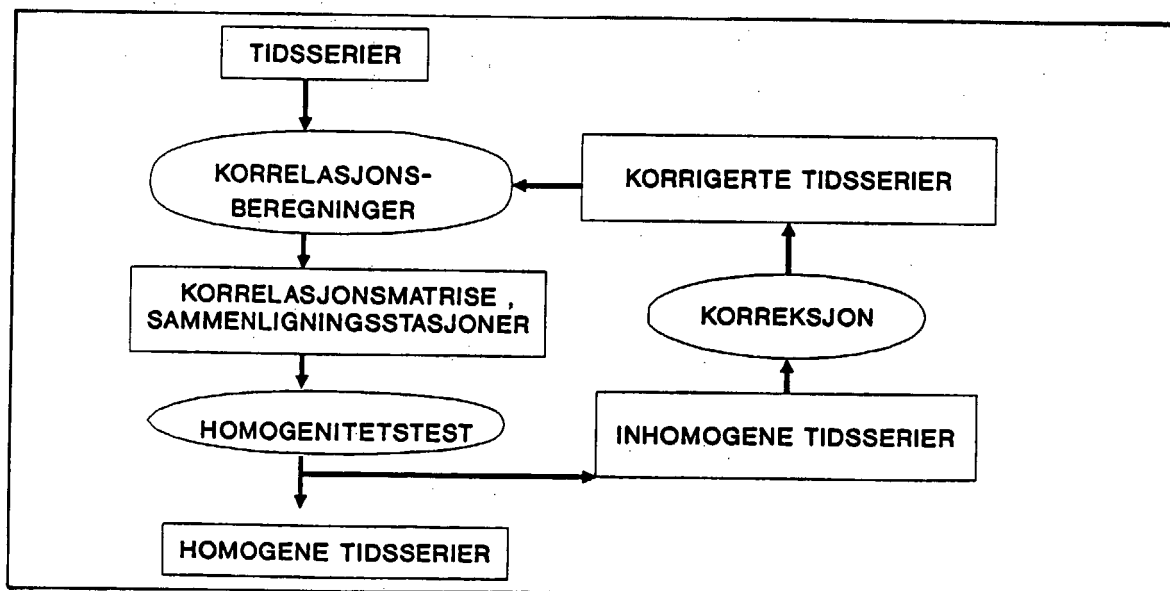 TIDSSERIER
KORRELASJONS-
BEREGNINGER
KORRIGERTE TIDSSERIER
KORRELASJONSMATRISE ,
SAMMENLIGNINGSSTASJONER
KORREKSJON
HOMOGENITETSTEST
INHOMOGENE TIDSSERIER
HOMOGENE TIDSSERIER